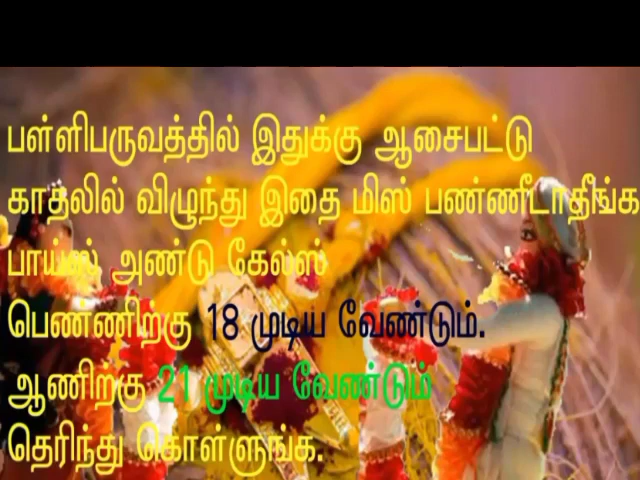 பள்ளிபருவத்தில் இதுக்கு ஆசைபட்டு
காதலில் விழுந்து இதை மிஸ் பண்ணீடாதீங்க
பாய்ஸ் அண்டு கேல்ஸ்
பெண்ணிற்கு 18 முடிய வேண்டும்.
ஆணிற்கு 21 முடிய வேண்டும்
தெரிந்து கொள்ளுங்க.